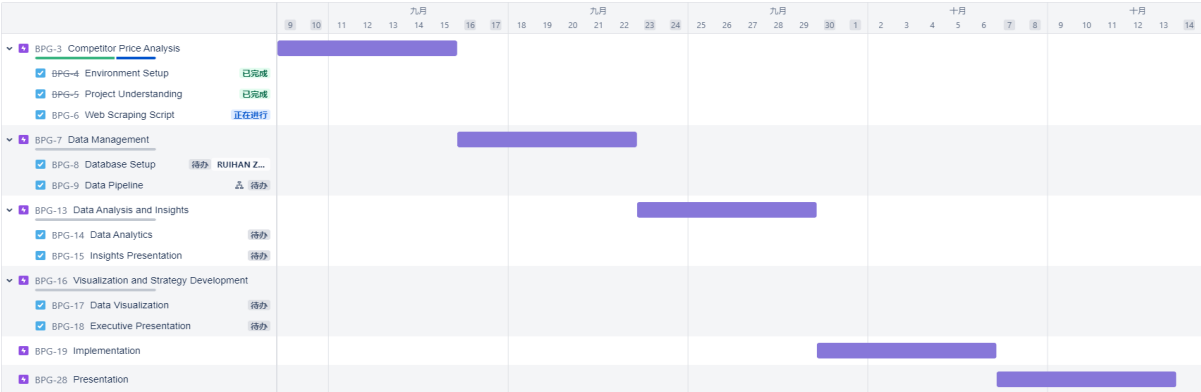 九月 九月 九月 十月 十月
9 10 11 12 13 14 15 16 17 18 19 20 21 22 23 24 25 26 27 28 29 30 1 2 3 4 5 6 7 8 9 10 11 12 13 14
BPG-3 Competitor Price Analysis
BPG-4 Environment Setup 已完成
BPG-5 Project Understanding 已完成
BPG-6 Web Scraping Script 正在进行
BPG-7 Data Management
BPG-8 Database Setup 待办 RUIHAN Z...
BPG-9 Data Pipeline 待办
BPG-13 Data Analysis and Insights
BPG-14 Data Analytics 待办
BPG-15 Insights Presentation 待办
BPG-16 Visualization and Strategy Development
BPG-17 Data Visualization 待办
BPG-18 Executive Presentation 待办
BPG-19 Implementation
BPG-28 Presentation